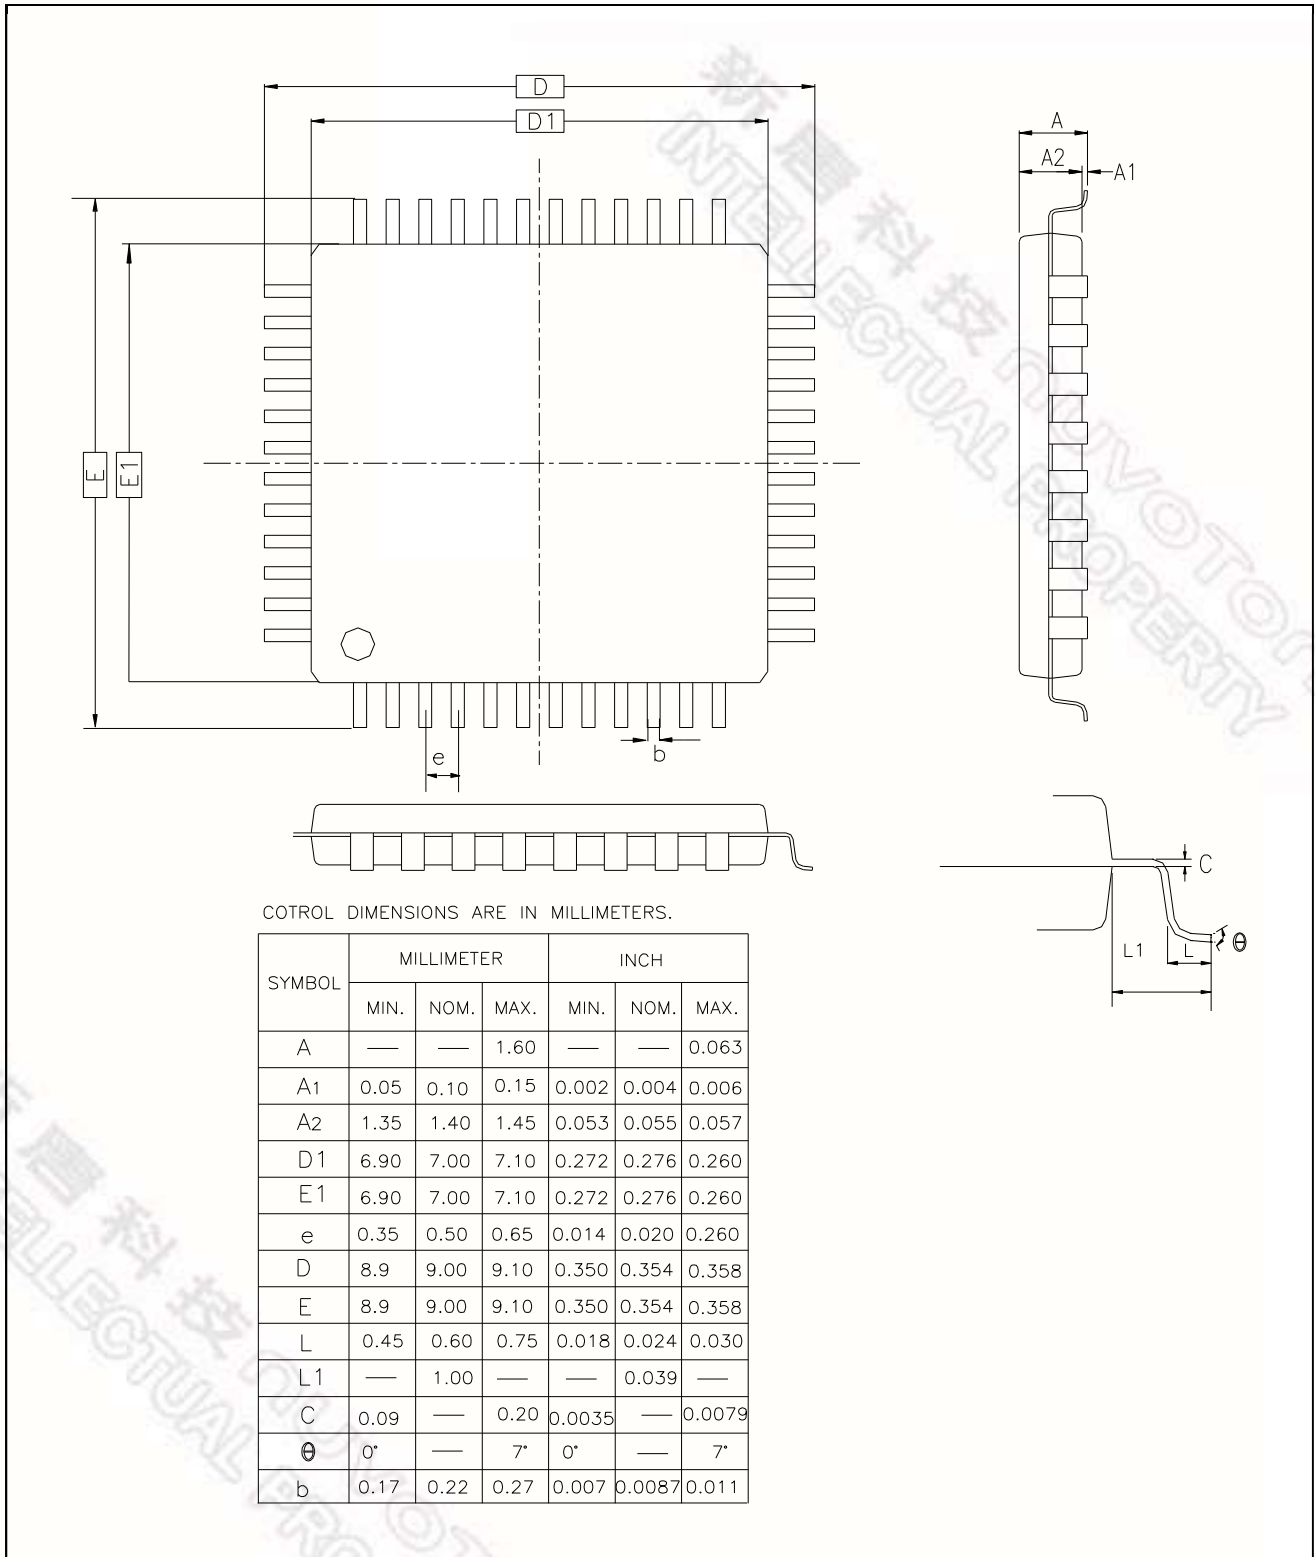 D
D1
A
A2
A1
E
E1
e
b
C
L1
L
θ
新唐科技 nuvoTon
INTELLECTUAL PROPERTY
COTROL DIMENSIONS ARE IN MILLIMETERS.
SYMBOL MILLIMETER INCH
MIN. NOM. MAX. MIN. NOM. MAX.
A — — 1.60 — — 0.063
A1 0.05 0.10 0.15 0.002 0.004 0.006
A2 1.35 1.40 1.45 0.053 0.055 0.057
D1 6.90 7.00 7.10 0.272 0.276 0.260
E1 6.90 7.00 7.10 0.272 0.276 0.260
e 0.35 0.50 0.65 0.014 0.020 0.260
D 8.9 9.00 9.10 0.350 0.354 0.358
E 8.9 9.00 9.10 0.350 0.354 0.358
L 0.45 0.60 0.75 0.018 0.024 0.030
L1 — 1.00 — — 0.039 —
C 0.09 — 0.20 0.0035 — 0.0079
θ 0° — 7° 0° — 7°
b 0.17 0.22 0.27 0.007 0.0087 0.011